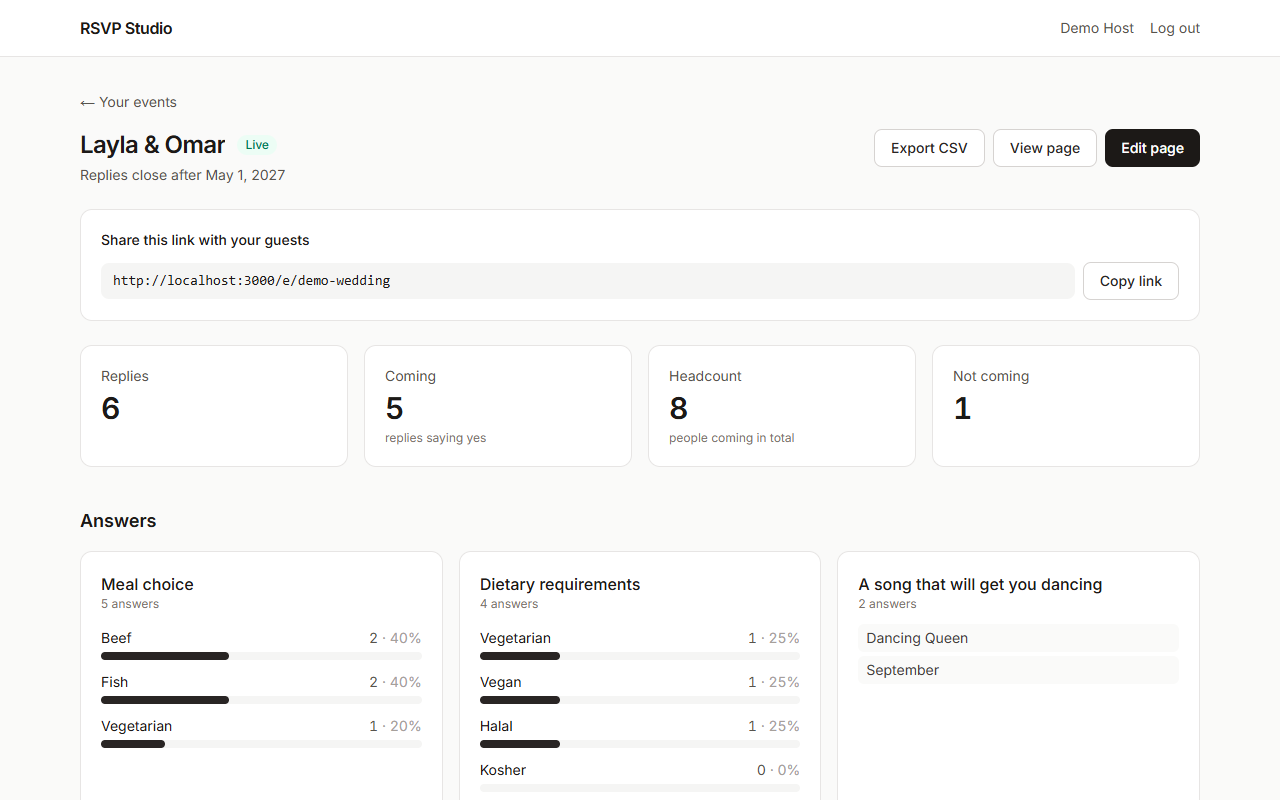 RSVP Studio
Demo Host
Log out
← Your events
Layla & Omar
Live
Replies close after May 1, 2027
Export CSV
View page
Edit page
Share this link with your guests
http://localhost:3000/e/demo-wedding
Copy link
Replies
6
Coming
5
replies saying yes
Headcount
8
people coming in total
Not coming
1
Answers
Meal choice
5 answers
Beef 2 · 40%
Fish 2 · 40%
Vegetarian 1 · 20%
Dietary requirements
4 answers
Vegetarian 1 · 25%
Vegan 1 · 25%
Halal 1 · 25%
Kosher 0 · 0%
A song that will get you dancing
2 answers
Dancing Queen
September